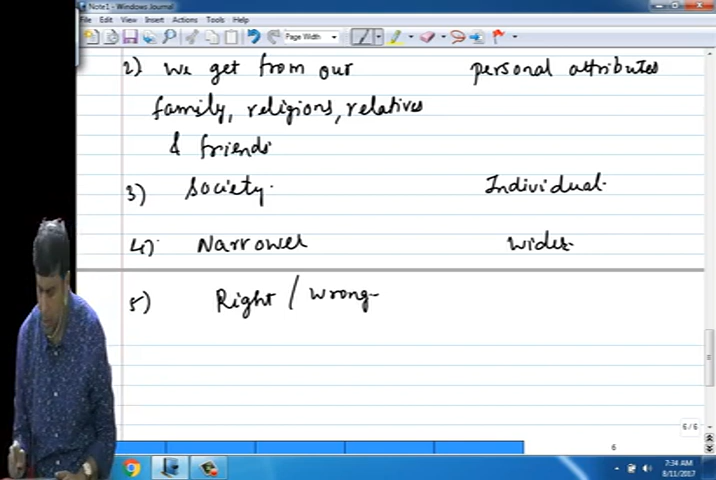 Note1 - Windows Journal
File Edit View Insert Actions Tools Help
Page Width
2) We get from our personal attributes
family, religions, relatives
& friends
3) Society. Individual.
4) Narrower Wider
5) Right / Wrong
6/6
6
7:34 AM
8/11/2017